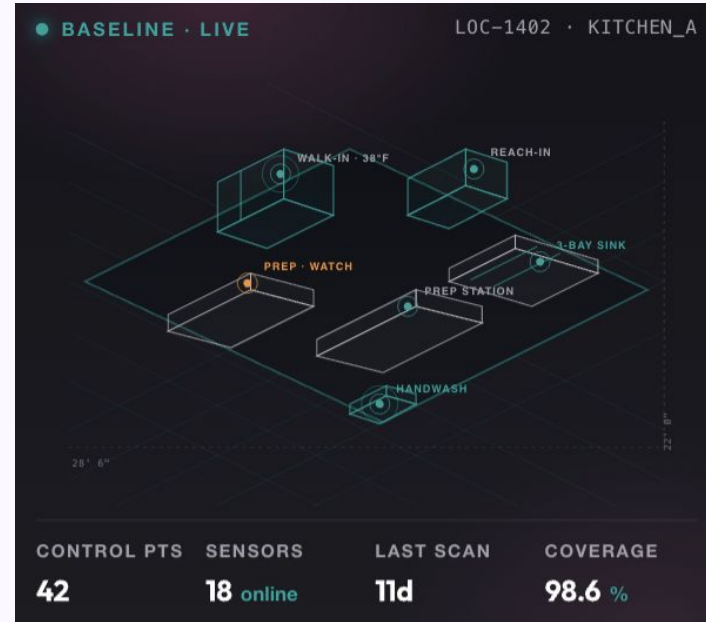 BASELINE · LIVE
LOC-1402 · KITCHEN_A
WALK-IN · 38°F
REACH-IN
3-BAY SINK
PREP · WATCH
PREP STATION
HANDWASH
22' 0"
28' 6"
CONTROL PTS
SENSORS
LAST SCAN
COVERAGE
42
18 online
11d
98.6 %